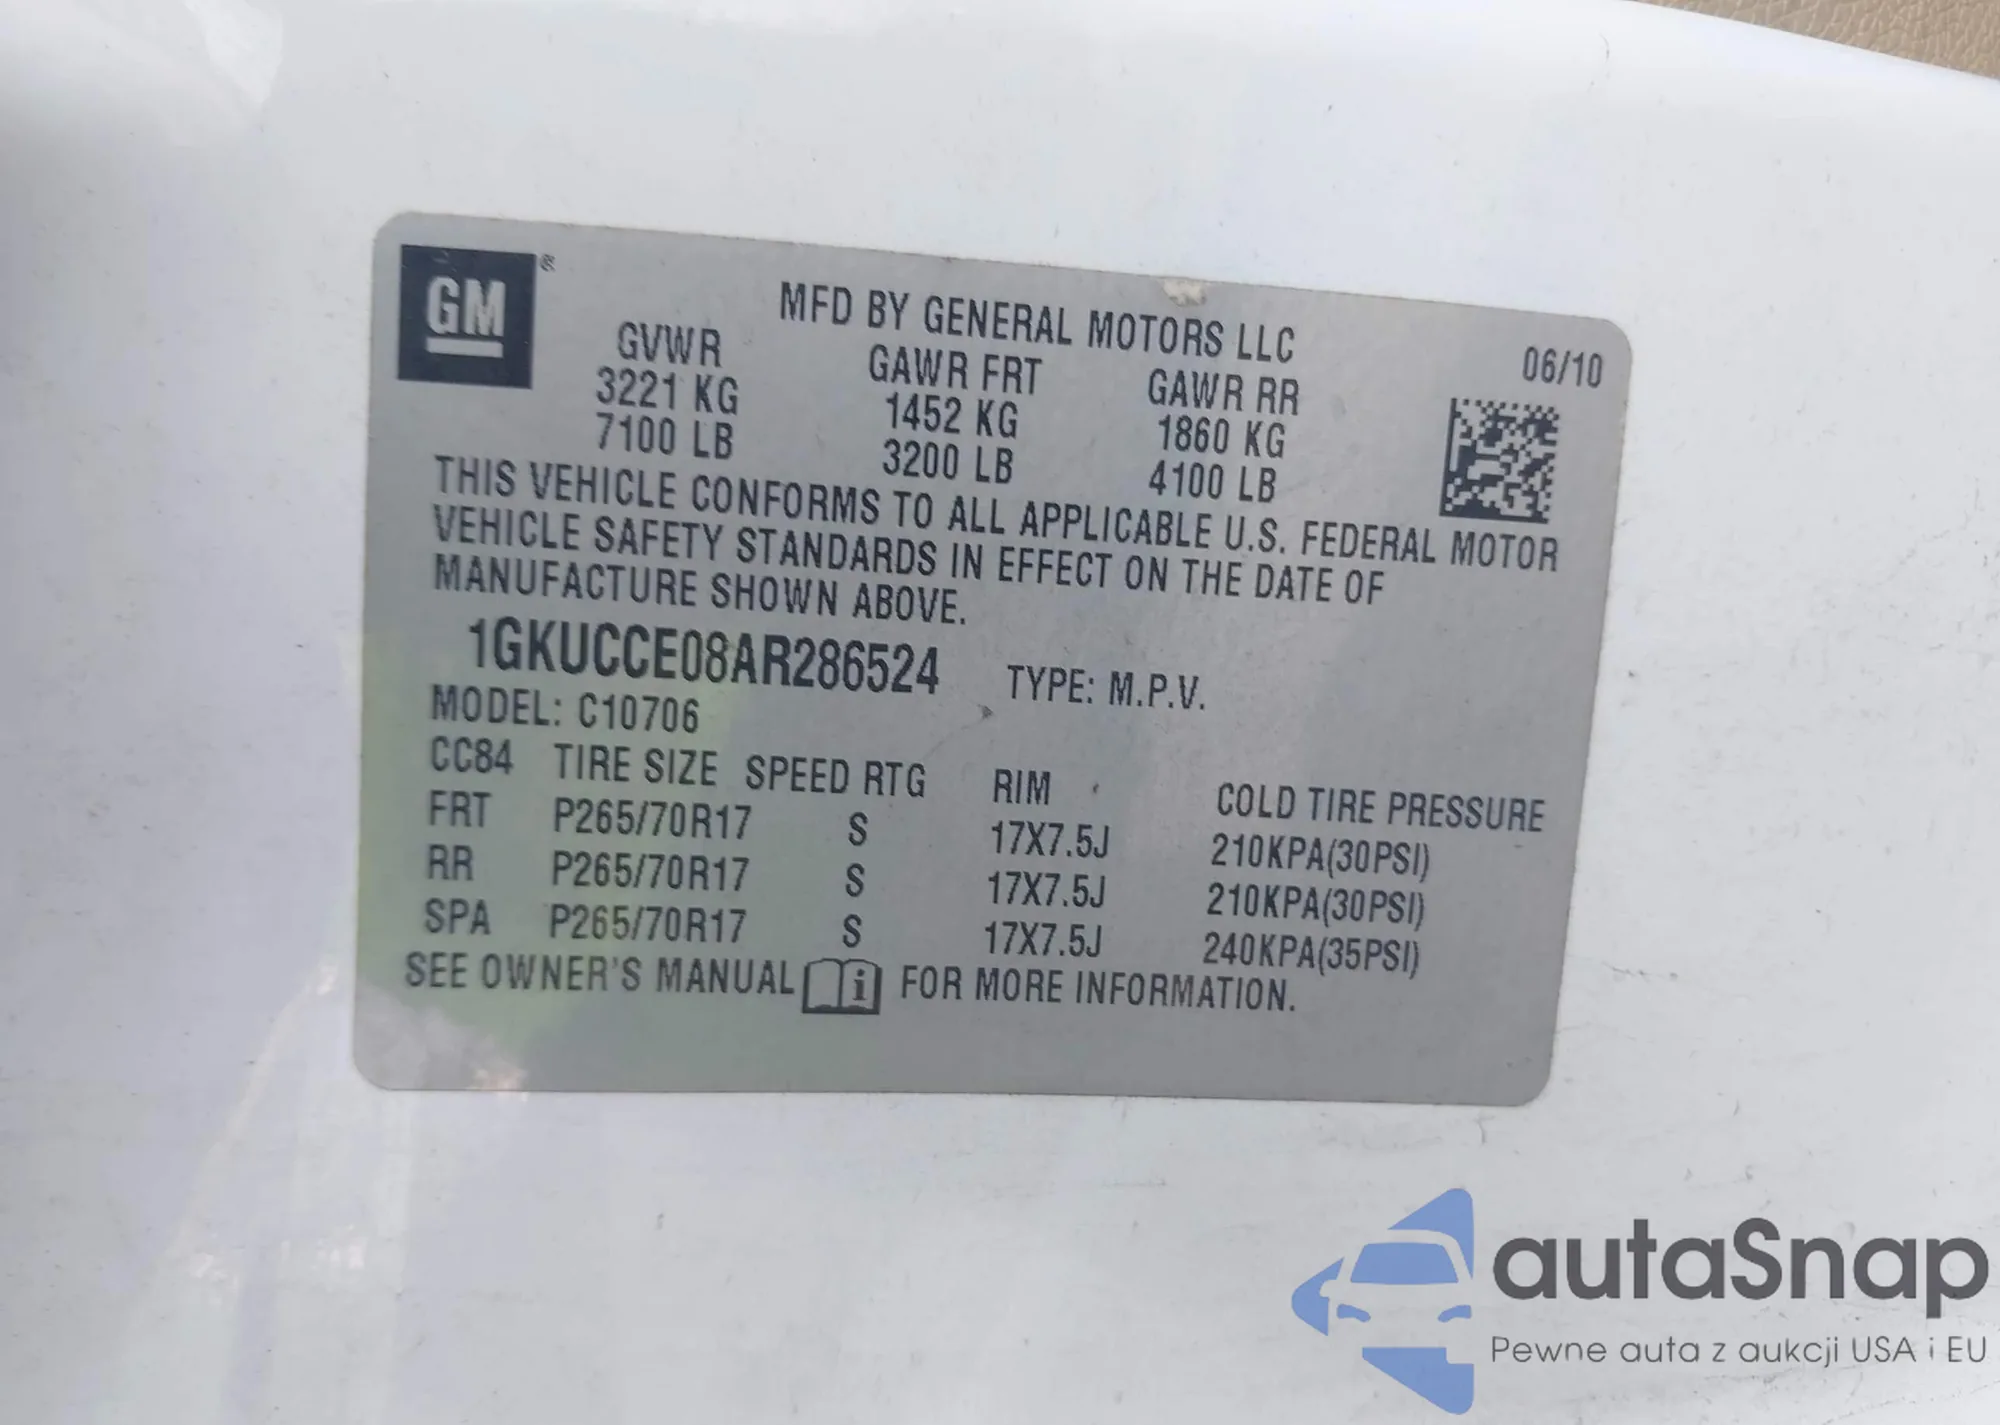 GM®
MFD BY GENERAL MOTORS LLC
06/10
GVWR GAWR FRT GAWR RR
3221 KG 1452 KG 1860 KG
7100 LB 3200 LB 4100 LB
THIS VEHICLE CONFORMS TO ALL APPLICABLE U.S. FEDERAL MOTOR
VEHICLE SAFETY STANDARDS IN EFFECT ON THE DATE OF
MANUFACTURE SHOWN ABOVE.
1GKUCCE08AR286524 TYPE: M.P.V.
MODEL: C10706
CC84 TIRE SIZE SPEED RTG RIM COLD TIRE PRESSURE
FRT P265/70R17 S 17X7.5J 210KPA(30PSI)
RR P265/70R17 S 17X7.5J 210KPA(30PSI)
SPA P265/70R17 S 17X7.5J 240KPA(35PSI)
SEE OWNER'S MANUAL i FOR MORE INFORMATION.
autaSnap
Pewne auta z aukcji USA i EU